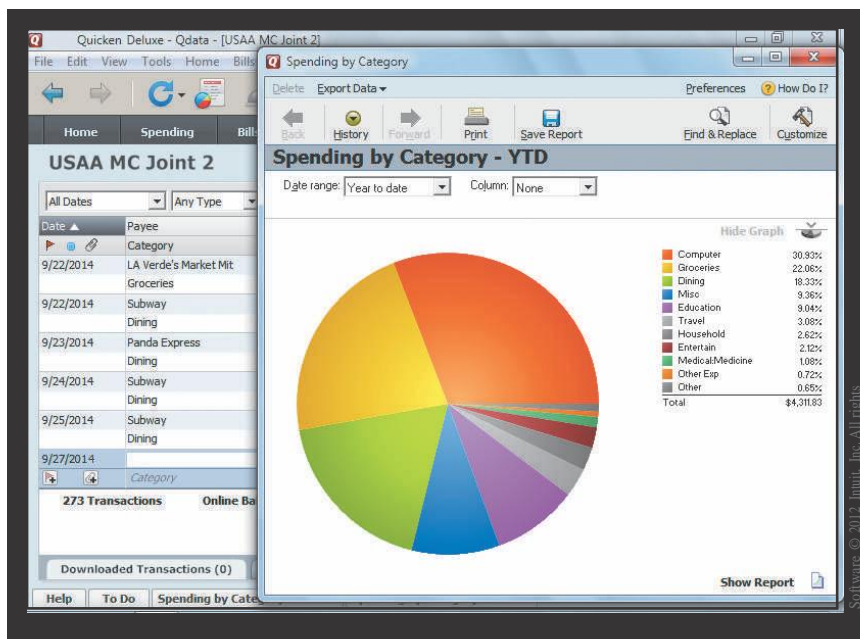 Quicken Deluxe - Qdata - [USAA MC Joint 2]
File Edit View Tools Home Bills
Home Spending Bill
USAA MC Joint 2
All Dates Any Type
Date Payee
Category
9/22/2014 LA Verde's Market Mit
Groceries
9/22/2014 Subway
Dining
9/23/2014 Panda Express
Dining
9/24/2014 Subway
Dining
9/25/2014 Subway
Dining
9/27/2014
Category
273 Transactions Online Ba
Downloaded Transactions (0)
Help To Do Spending by Cate
Spending by Category
Delete Export Data Preferences How Do I?
Back History Forward Print Save Report Find & Replace Customize
Spending by Category - YTD
Date range: Year to date Column: None
Hide Graph
Computer 30.93%
Groceries 22.06%
Dining 18.33%
Misc 9.36%
Education 9.04%
Travel 3.08%
Household 2.62%
Entertain 2.12%
Medical:Medicine 1.08%
Other Exp 0.72%
Other 0.65%
Total $4,311.83
Show Report
Software © 2012 Intuit, Inc. All rights